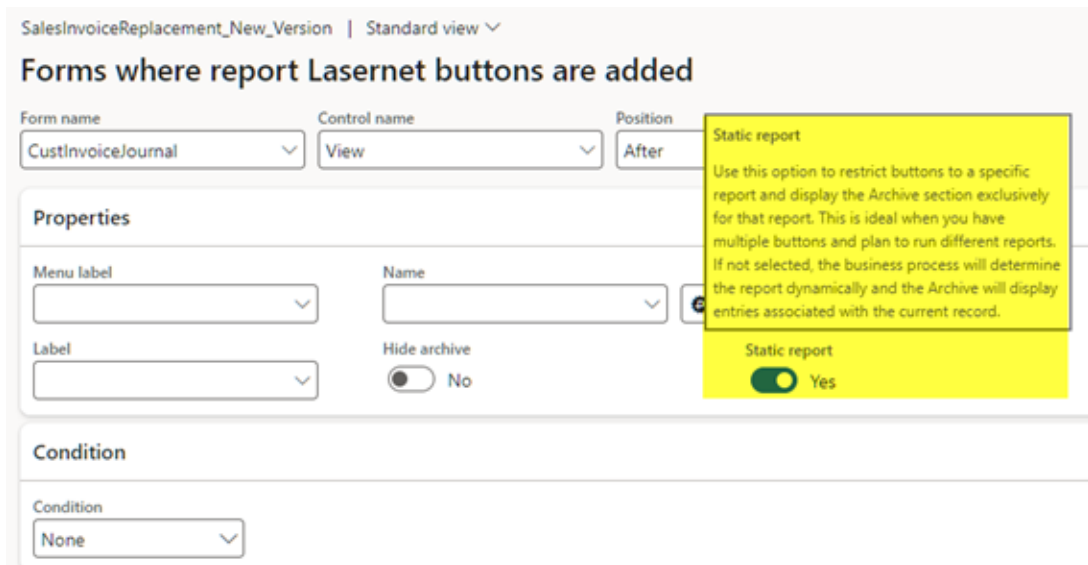 SalesInvoiceReplacement_New_Version | Standard view
Forms where report Lasernet buttons are added
Form name
Control name
Position
CustInvoiceJournal
View
After
Static report
Use this option to restrict buttons to a specific
report and display the Archive section exclusively
for that report. This is ideal when you have
multiple buttons and plan to run different reports.
If not selected, the business process will determine
the report dynamically and the Archive will display
entries associated with the current record.
Properties
Menu label
Name
Label
Hide archive
No
Static report
Yes
Condition
Condition
None